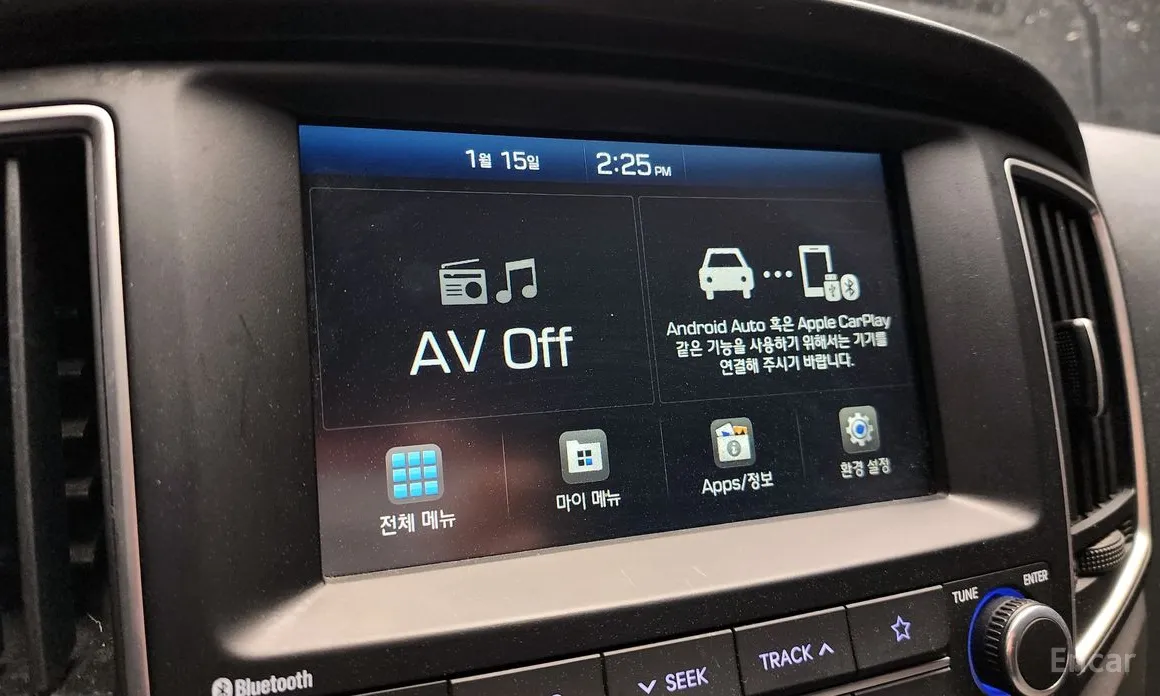 1월 15일 2:25 PM
AV Off
Android Auto 혹은 Apple CarPlay
같은 기능을 사용하기 위해서는 기기를
연결해 주시기 바랍니다.
전체 메뉴
마이 메뉴
Apps/정보
환경 설정
Bluetooth
SEEK
TRACK
TUNE
ENTER
Encar